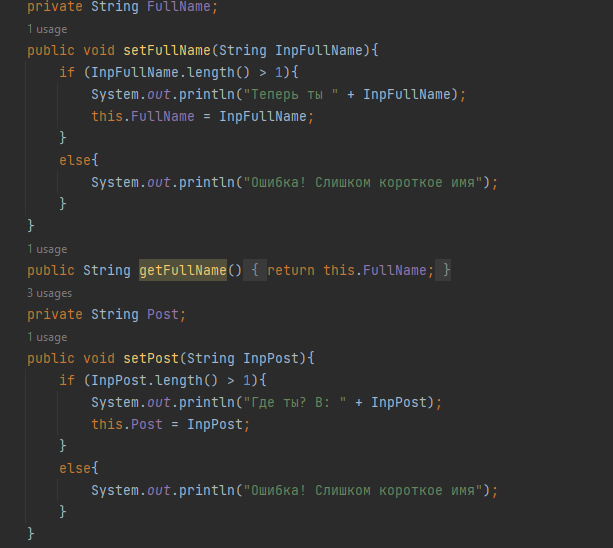 private String FullName;
1 usage
public void setFullName(String InpFullName){
if (InpFullName.length() > 1){
System.out.println("Теперь ты " + InpFullName);
this.FullName = InpFullName;
}
else{
System.out.println("Ошибка! Слишком короткое имя");
}
}
1 usage
public String getFullName() { return this.FullName; }
3 usages
private String Post;
1 usage
public void setPost(String InpPost){
if (InpPost.length() > 1){
System.out.println("Где ты? В: " + InpPost);
this.Post = InpPost;
}
else{
System.out.println("Ошибка! Слишком короткое имя");
}
}